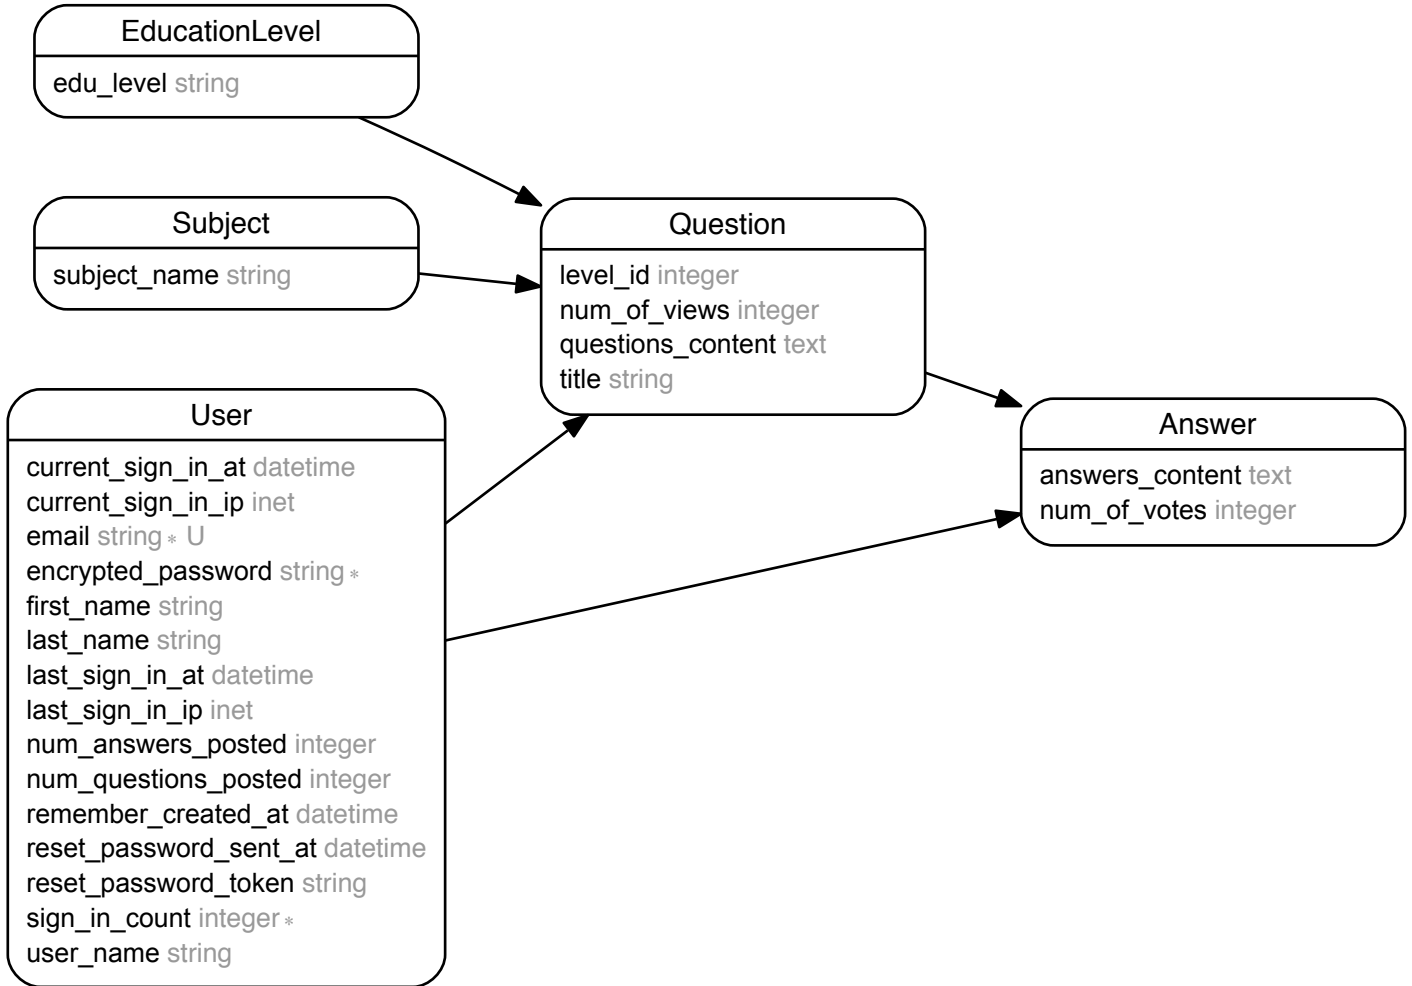 EducationLevel
edu_level string
Subject
subject_name string
Question
level_id integer
num_of_views integer
questions_content text
title string
User
current_sign_in_at datetime
current_sign_in_ip inet
email string * U
encrypted_password string *
first_name string
last_name string
last_sign_in_at datetime
last_sign_in_ip inet
num_answers_posted integer
num_questions_posted integer
remember_created_at datetime
reset_password_sent_at datetime
reset_password_token string
sign_in_count integer *
user_name string
Answer
answers_content text
num_of_votes integer